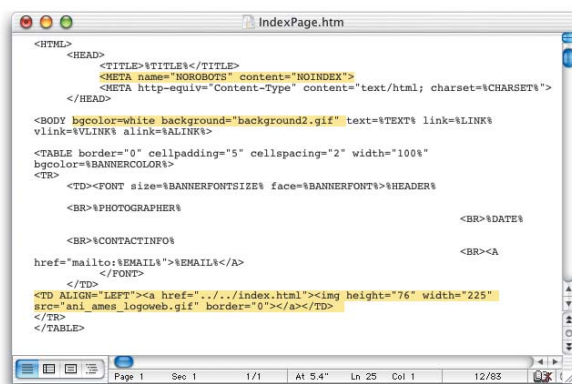 IndexPage.htm
<HTML>
<HEAD>
<TITLE>%TITLE%</TITLE>
<META name="NOROBOTS" content="NOINDEX">
<META http-equiv="Content-Type" content="text/html; charset=%CHARSET%">
</HEAD>
<BODY bgcolor=white background="background2.gif" text=%TEXT% link=%LINK%
vlink=%VLINK% alink=%ALINK%>
<TABLE border="0" cellpadding="5" cellspacing="2" width="100%"
bgcolor=%BANNERCOLOR%>
<TR>
<TD><FONT size=%BANNERFONTSIZE% face=%BANNERFONT%>%HEADER%
<BR>%PHOTOGRAPHER%
<BR>%DATE%
<BR>%CONTACTINFO%
<BR><A
href="mailto:%EMAIL%">%EMAIL%</A>
</FONT>
</TD>
<TD ALIGN="LEFT"><a href="../../index.html"><img height="76" width="225"
src="ani_ames_logoweb.gif" border="0"></a></TD>
</TR>
</TABLE>
Page 1 Sec 1 1/1 At 5.4" Ln 25 Col 1 12/83